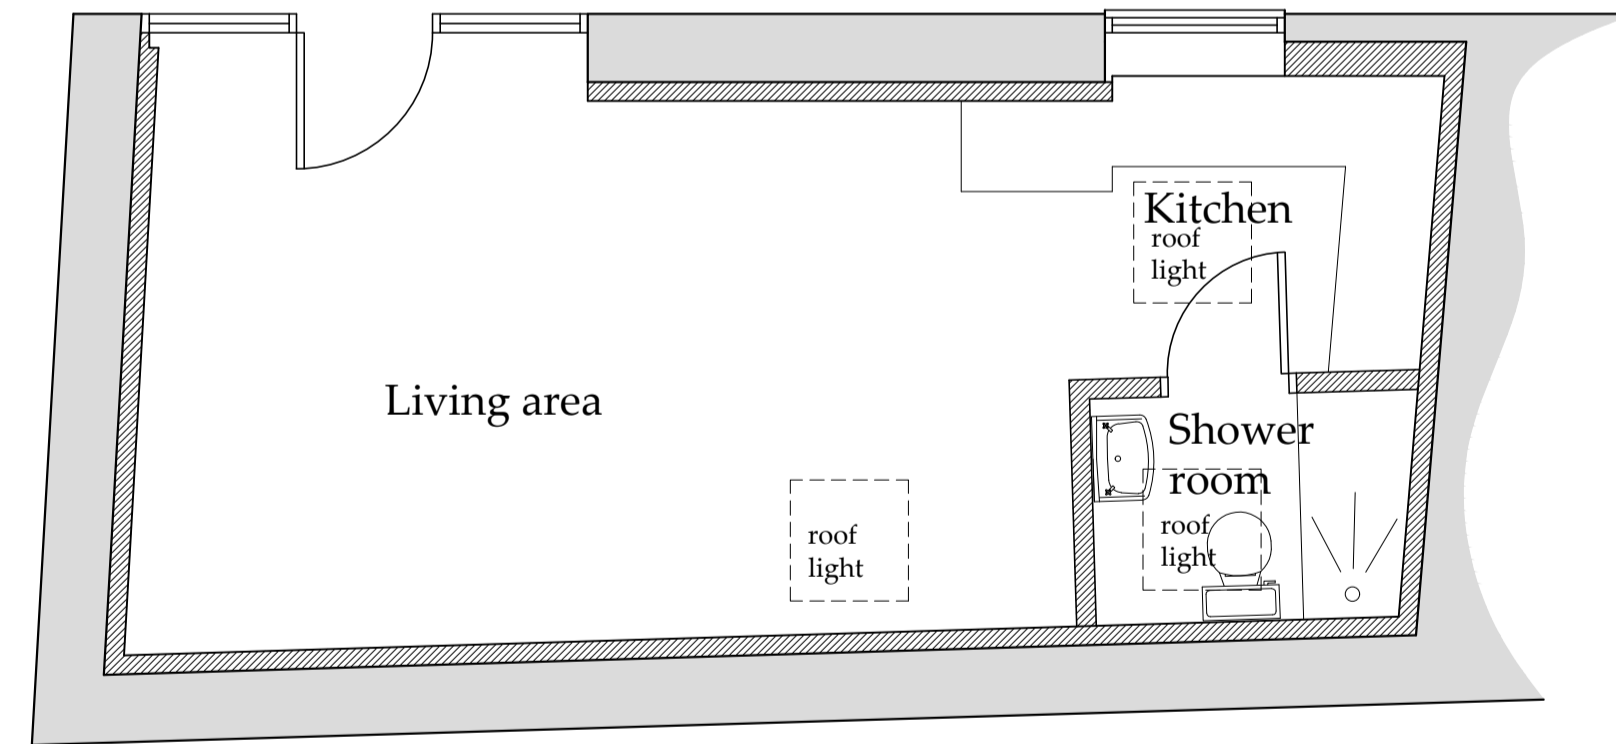 Kitchen
roof
light
Living area
Shower
room
roof
light
roof
light